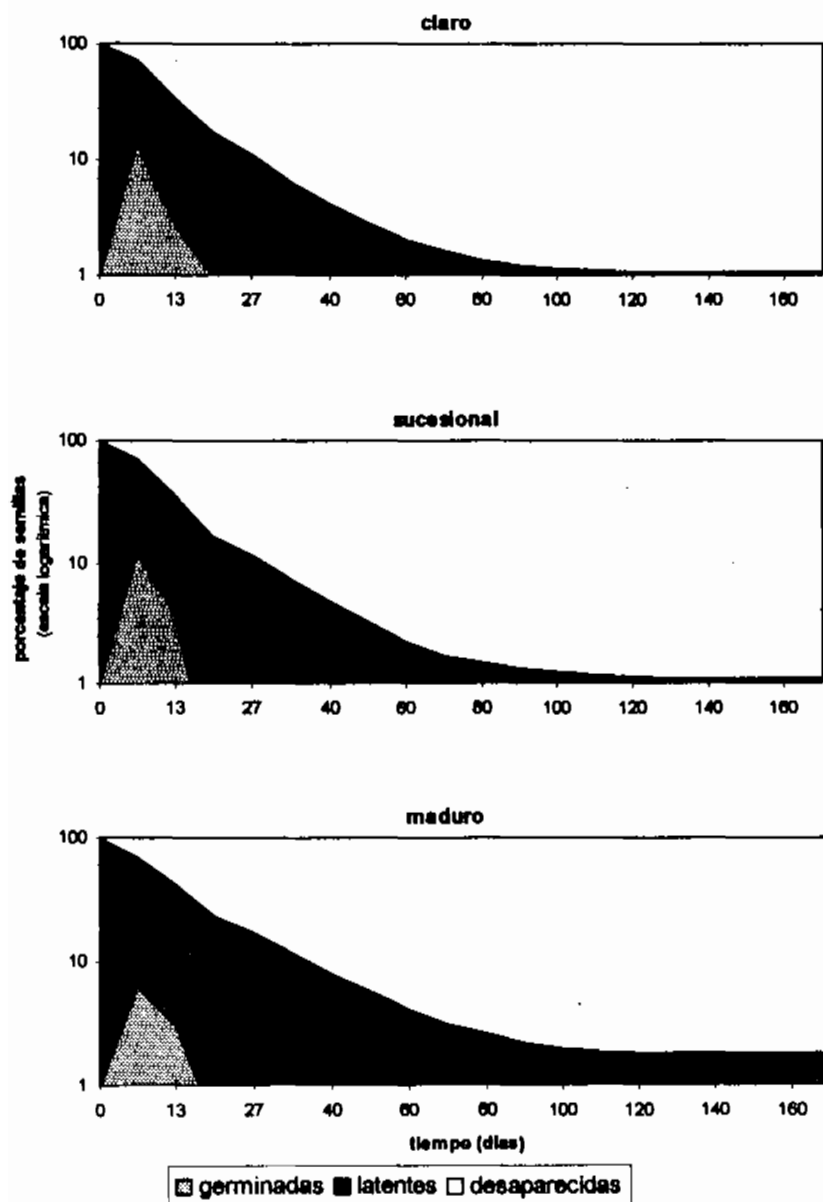 claro
100
10
1
0 13 27 40 60 80 100 120 140 160
sucesional
100
10
1
0 13 27 40 60 80 100 120 140 160
porcentaje de semillas
(escala logarítmica)
maduro
100
10
1
0 13 27 40 60 80 100 120 140 160
tiempo (días)
germinadas latentes desaparecidas